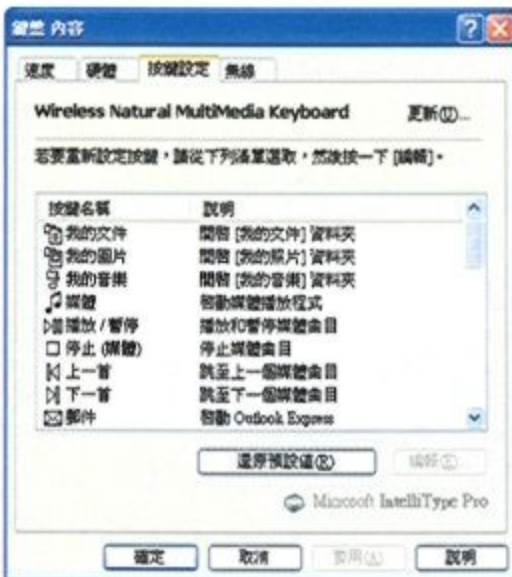 鍵盤 內容
速度 硬體 按鍵設定 無線
Wireless Natural MultiMedia Keyboard 更新(U)...
若要重新設定按鍵，請從下列清單選取，然後按一下 [編輯]。
按鍵名稱 說明
我的文件 開啟 [我的文件] 資料夾
我的圖片 開啟 [我的照片] 資料夾
我的音樂 開啟 [我的音樂] 資料夾
媒體 啟動媒體播放程式
播放 / 暫停 播放和暫停媒體曲目
停止 (媒體) 停止媒體曲目
上一首 跳至上一個媒體曲目
下一首 跳至下一個媒體曲目
郵件 啟動 Outlook Express
還原預設值(R) 編輯(E)...
Microsoft IntelliType Pro
確定 取消 套用(A) 說明